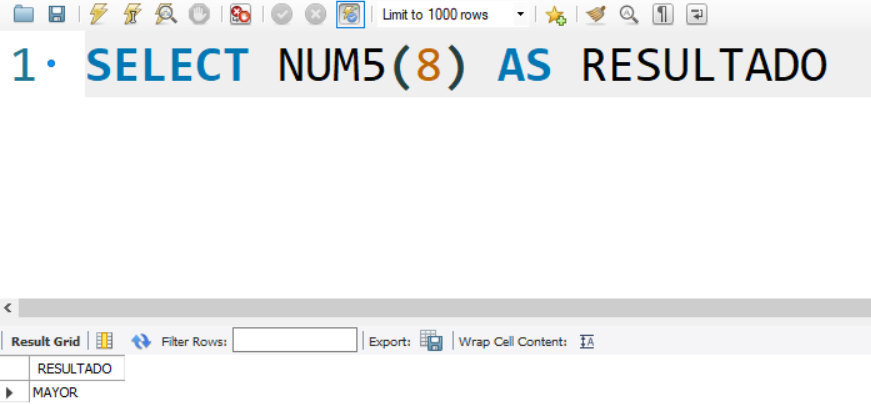 Limit to 1000 rows
1 SELECT NUM5(8) AS RESULTADO
Result Grid Filter Rows: Export: Wrap Cell Content:
RESULTADO
MAYOR